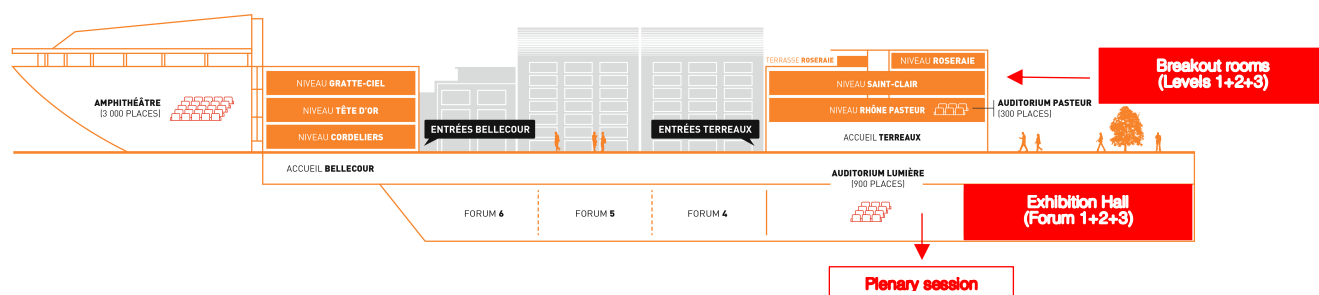 TERRASSE ROSERAIE
NIVEAU ROSERAIE
Breakout rooms
(Levels 1+2+3)
NIVEAU GRATTE-CIEL
NIVEAU SAINT-CLAIR
AMPHITHÉÂTRE
(3 000 PLACES)
NIVEAU TÊTE D'OR
NIVEAU RHÔNE PASTEUR
AUDITORIUM PASTEUR
(300 PLACES)
ENTRÉES BELLECOUR
ENTRÉES TERREAUX
NIVEAU CORDELIERS
ACCUEIL TERREAUX
ACCUEIL BELLECOUR
AUDITORIUM LUMIÈRE
(900 PLACES)
FORUM 6
FORUM 5
FORUM 4
Exhibition Hall
(Forum 1+2+3)
Plenary session